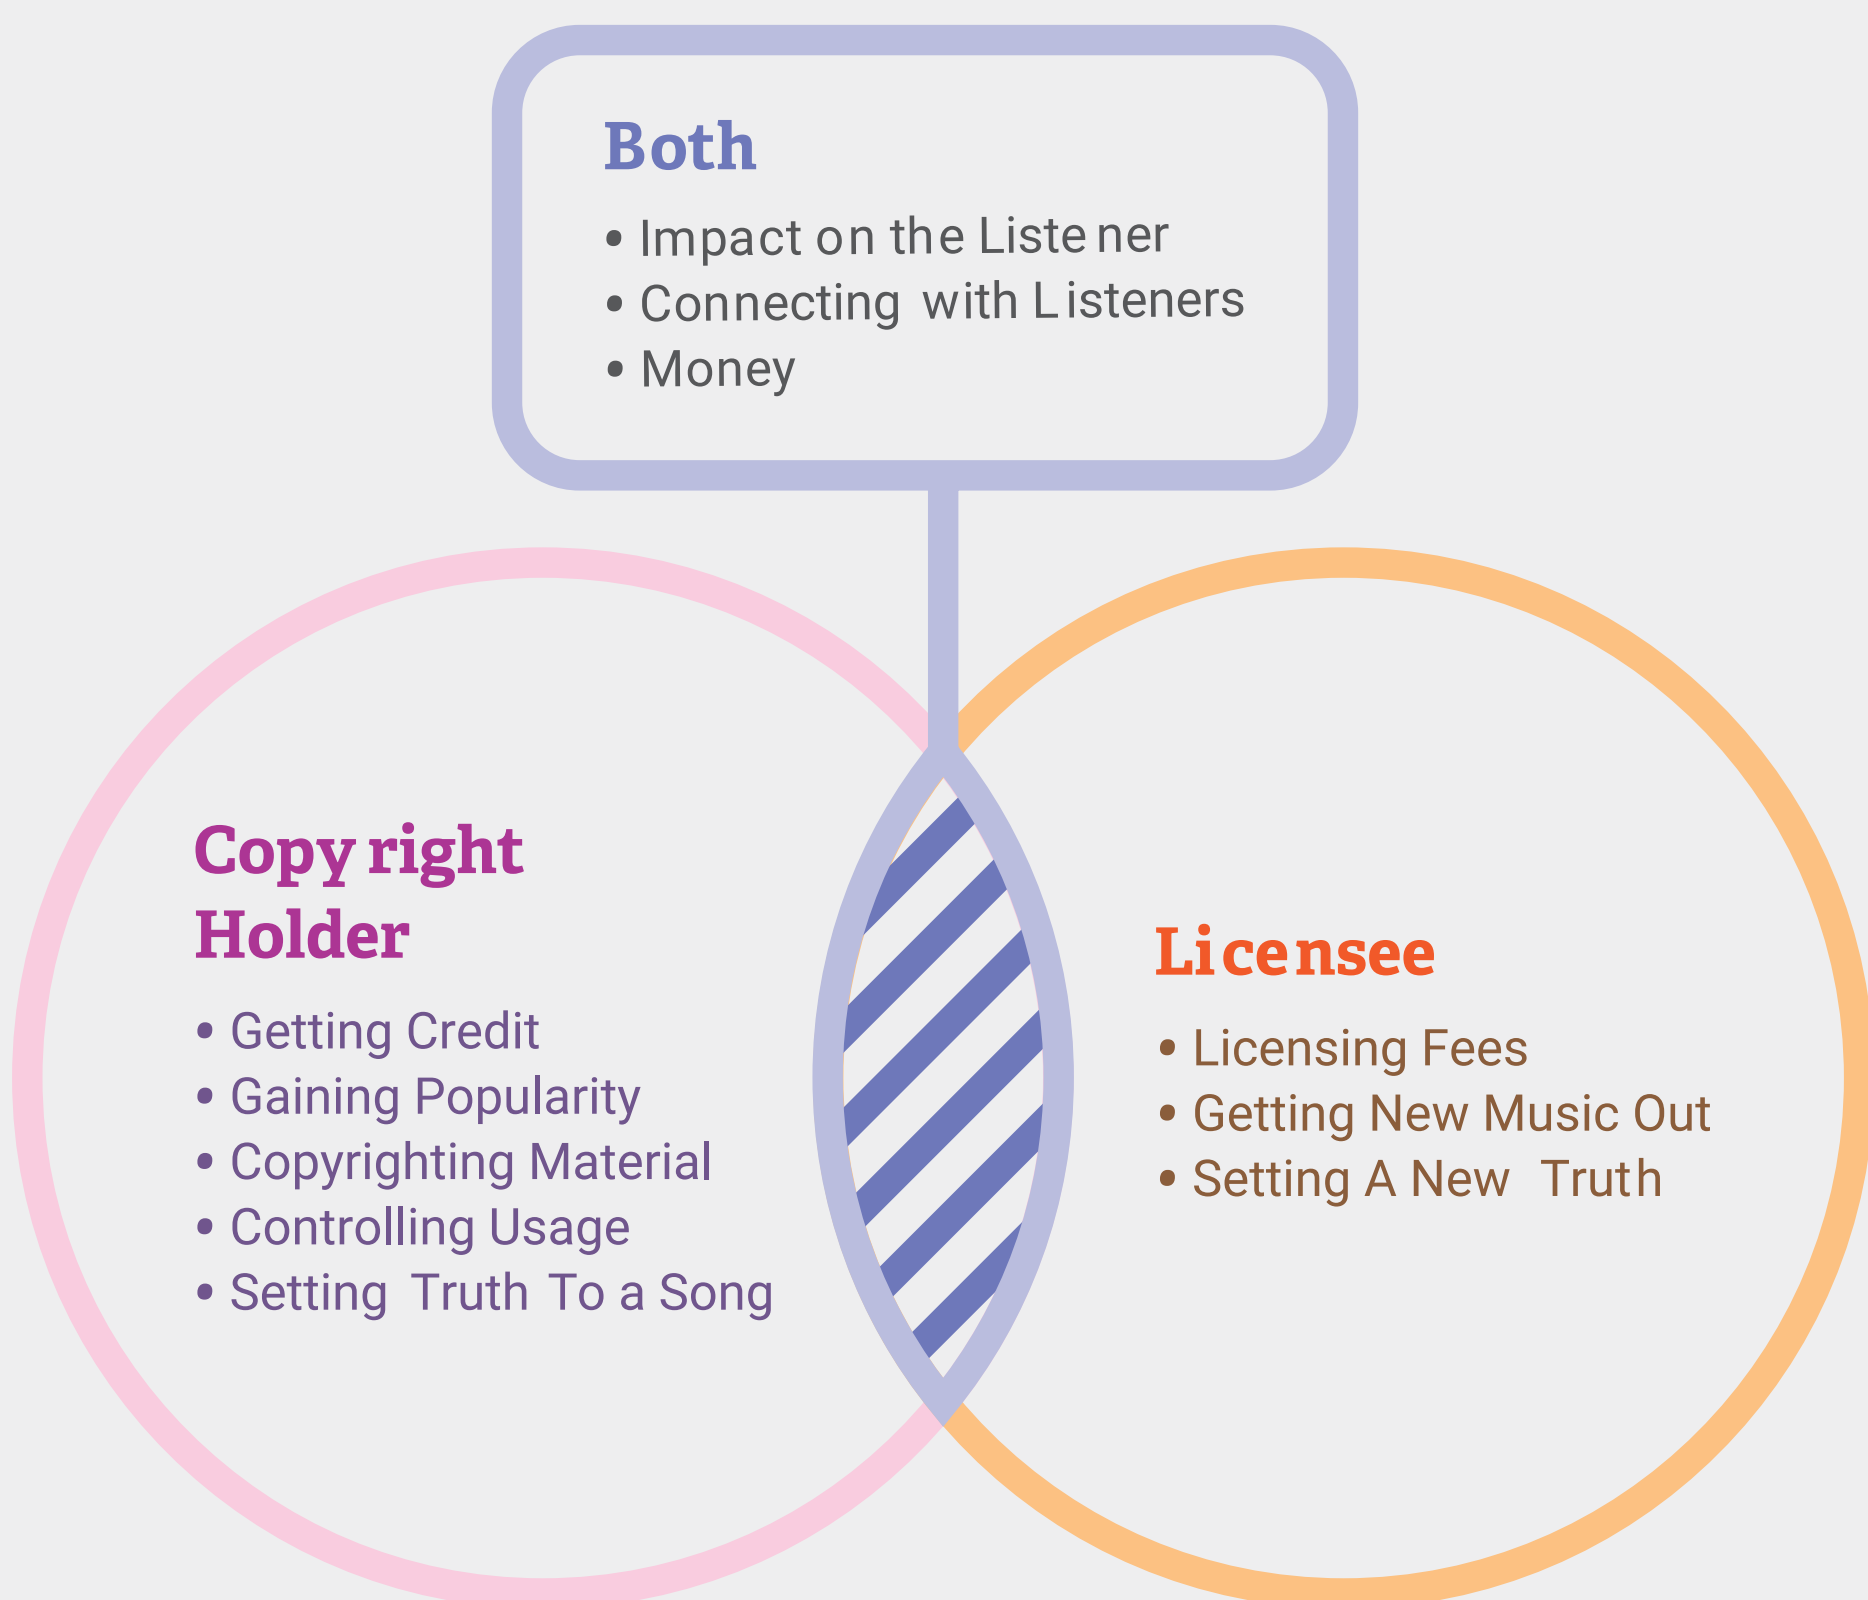 Both
• Impact on the Listener
• Connecting with Listeners
• Money
Copyright
Holder
• Getting Credit
• Gaining Popularity
• Copyrighting Material
• Controlling Usage
• Setting Truth To a Song
Licensee
• Licensing Fees
• Getting New Music Out
• Setting A New Truth